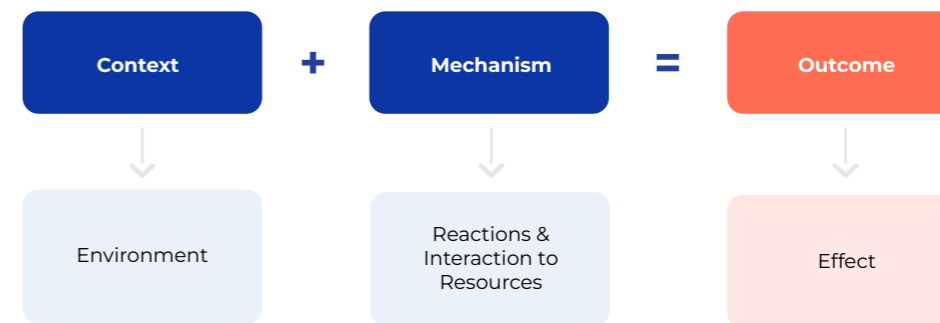 Context + Mechanism = Outcome
Environment
Reactions &
Interaction to
Resources
Effect